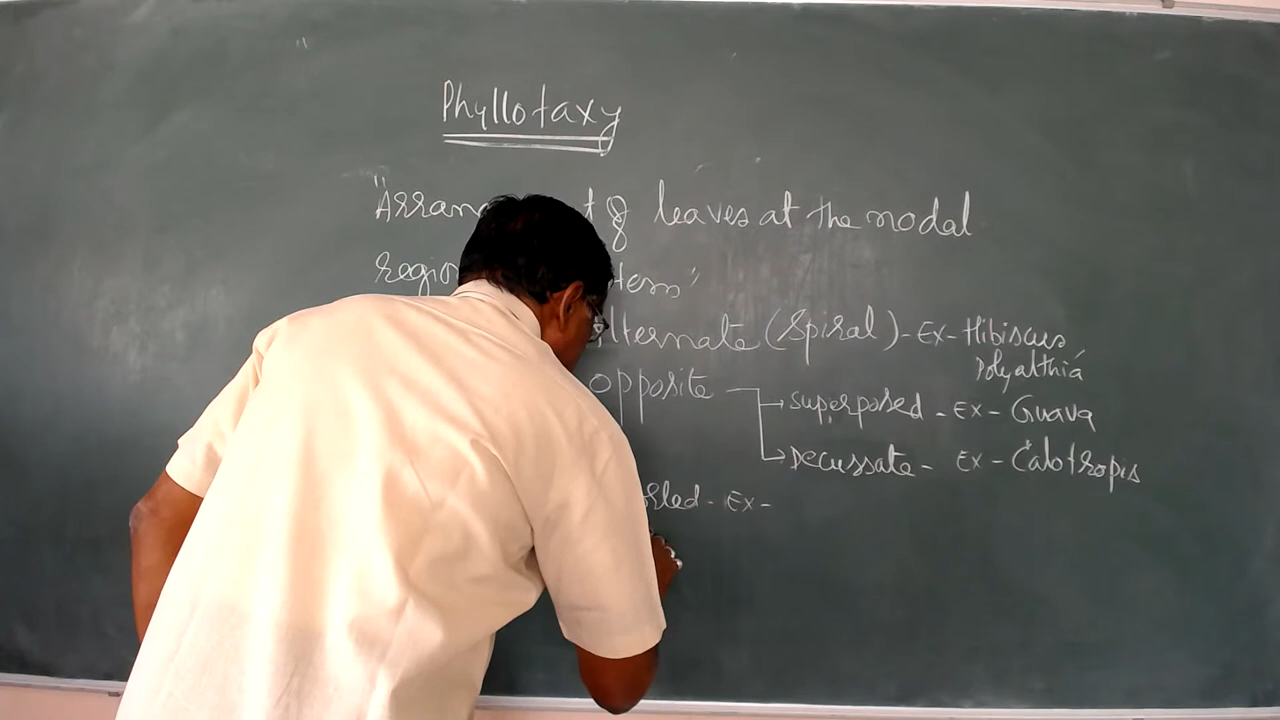 Phyllotaxy
"Arran t of leaves at the nodal
regio tem"
lternate (Spiral) - Ex - Hibiscus,
Polyalthia
opposite → superposed - Ex - Guava
→ Decussate - Ex - Calotropis
orled - Ex -